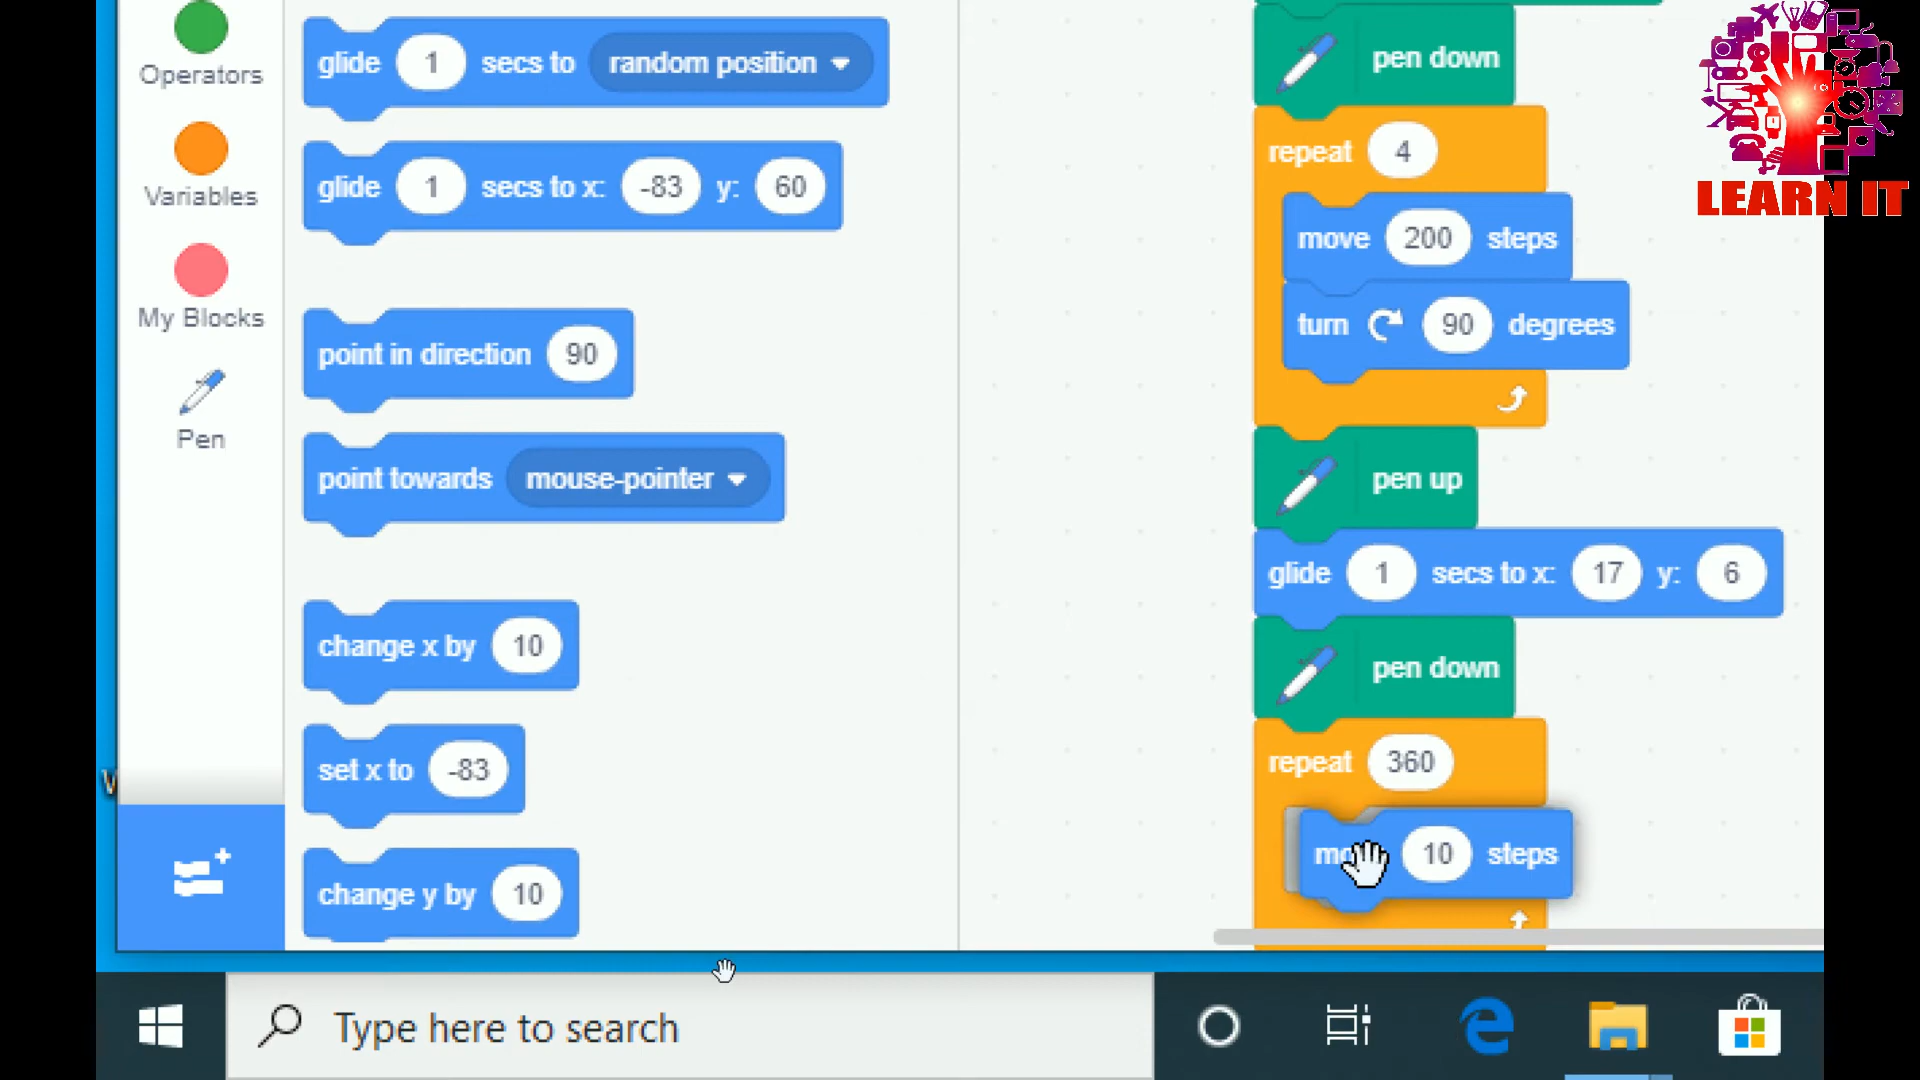 Operators
Variables
My Blocks
Pen
glide 1 secs to random position
glide 1 secs to x: -83 y: 60
point in direction 90
point towards mouse-pointer
change x by 10
set x to -83
change y by 10
pen down
repeat 4
move 200 steps
turn 90 degrees
pen up
glide 1 secs to x: 17 y: 6
pen down
repeat 360
10 steps
LEARN IT
Type here to search